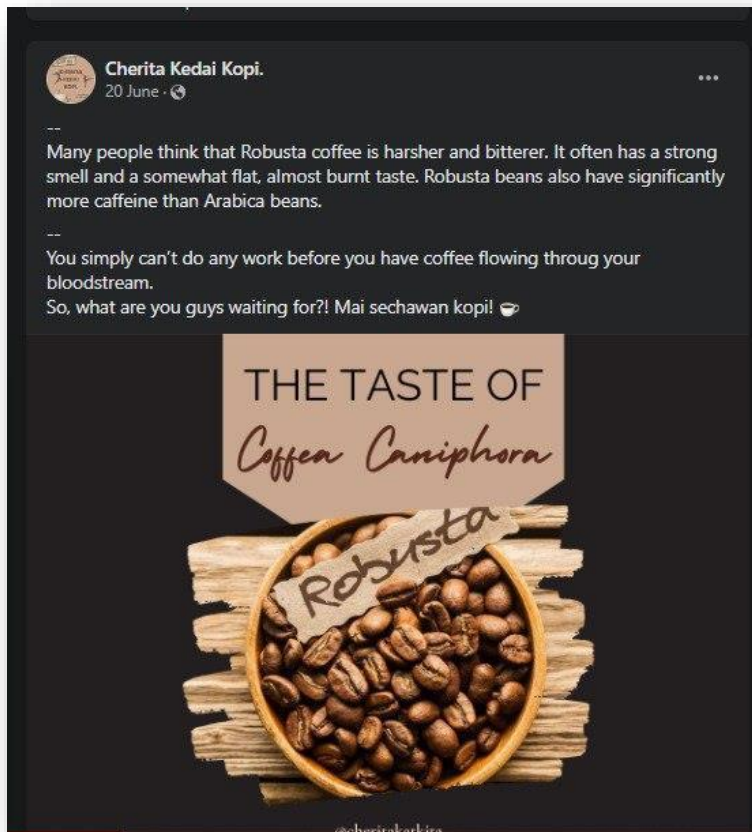 Cherita Kedai Kopi.
20 June ·
--
Many people think that Robusta coffee is harsher and bitterer. It often has a strong
smell and a somewhat flat, almost burnt taste. Robusta beans also have significantly
more caffeine than Arabica beans.
--
You simply can't do any work before you have coffee flowing throug your
bloodstream.
So, what are you guys waiting for?! Mai sechawan kopi! ☕
THE TASTE OF
Coffea Caniphora
Robusta
@cheritakatkita